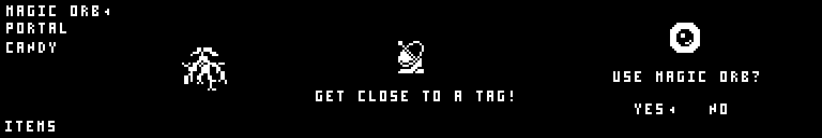 MAGIC ORB
PORTAL
CANDY
ITEMS
GET CLOSE TO A TAG!
USE MAGIC ORB?
YES NO